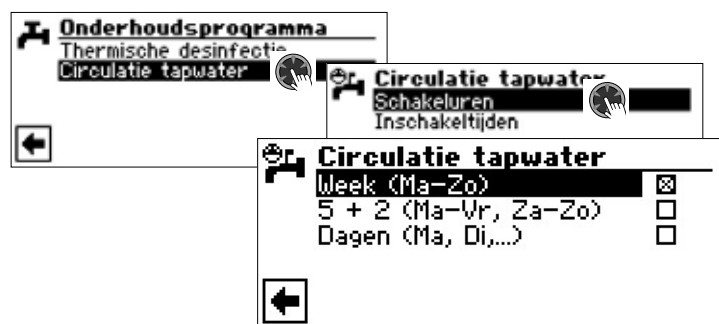 Onderhoudsprogramma
Thermische desinfectie
Circulatie tapwater
Circulatie tapwater
Schakeluren
Inschakeltijden
Circulatie tapwater
Week (Ma-Zo)
5 + 2 (Ma-Vr, Za-Zo)
Dagen (Ma, Di,...)